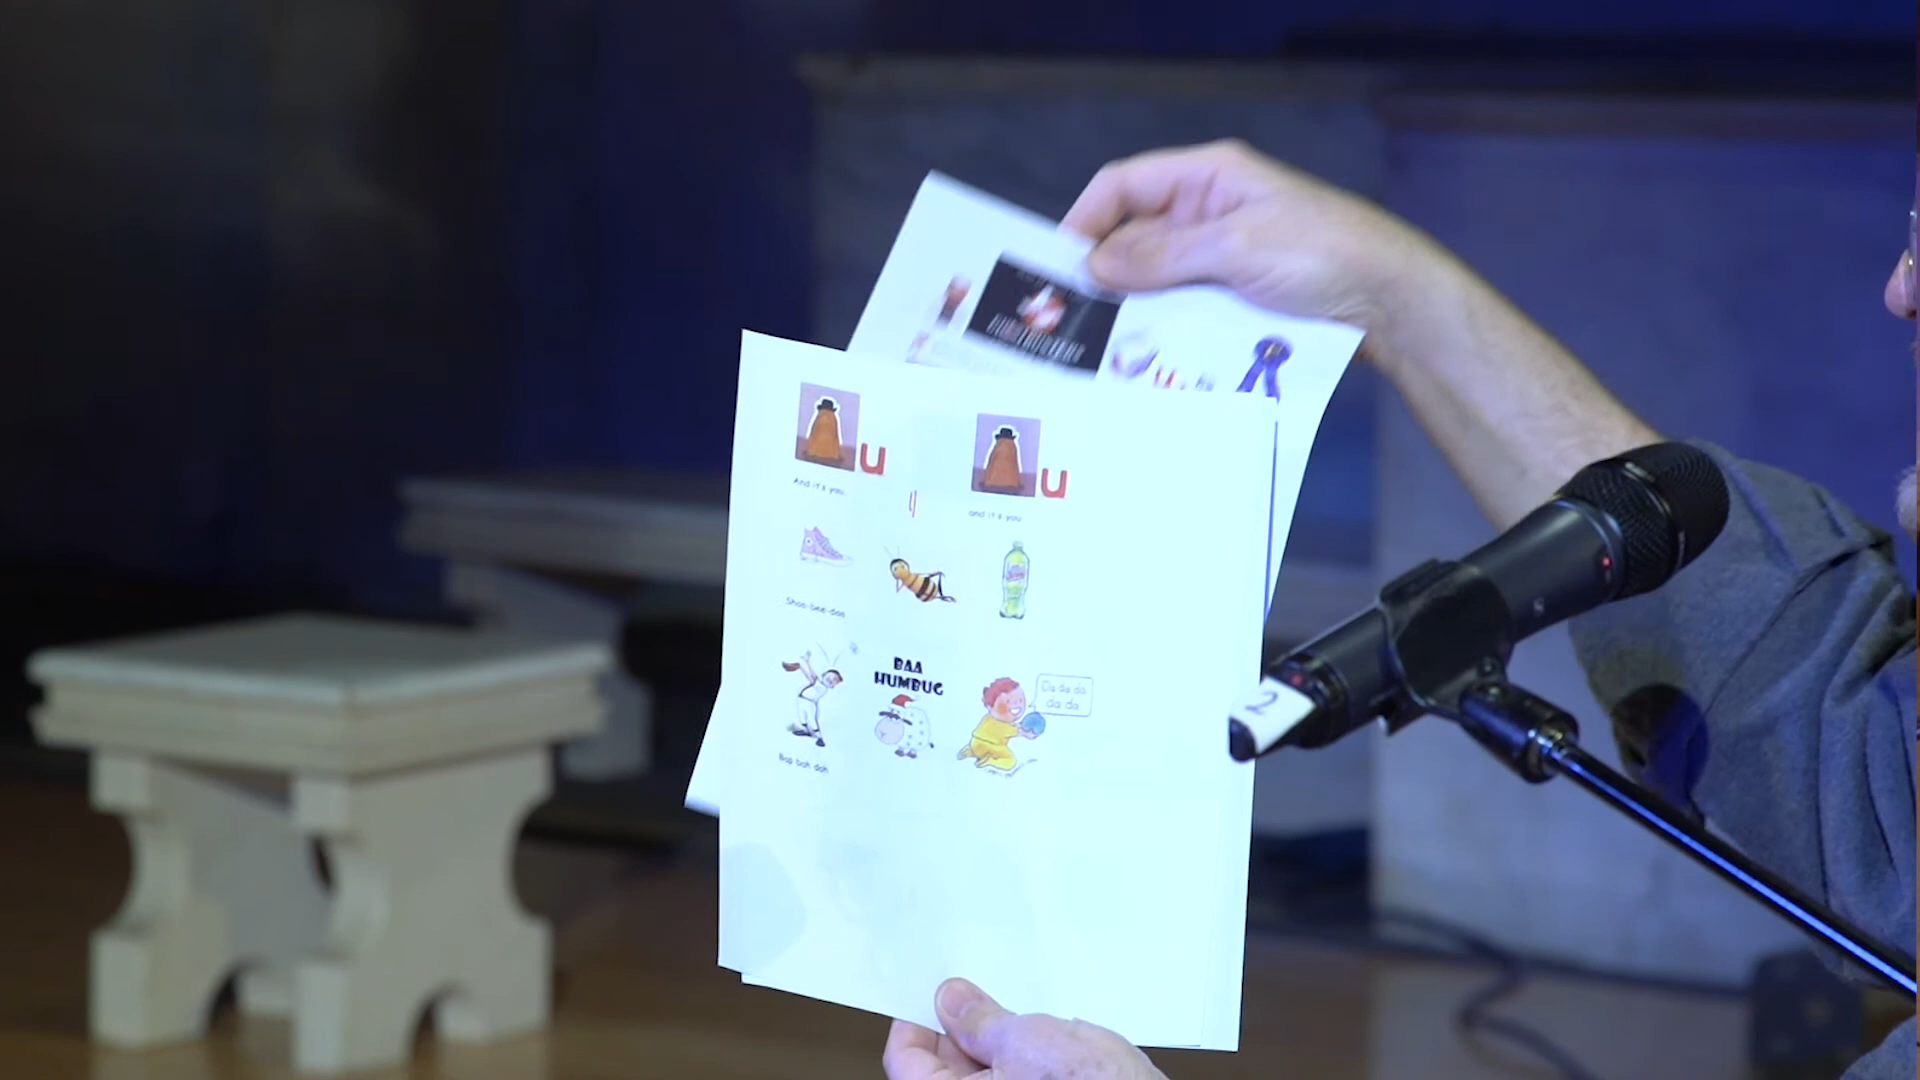 u
u
And it's you,
and it's you
Shoo-bee-doo
BAA
HUMBUG
Da da da
da da
Bop bah dah
2